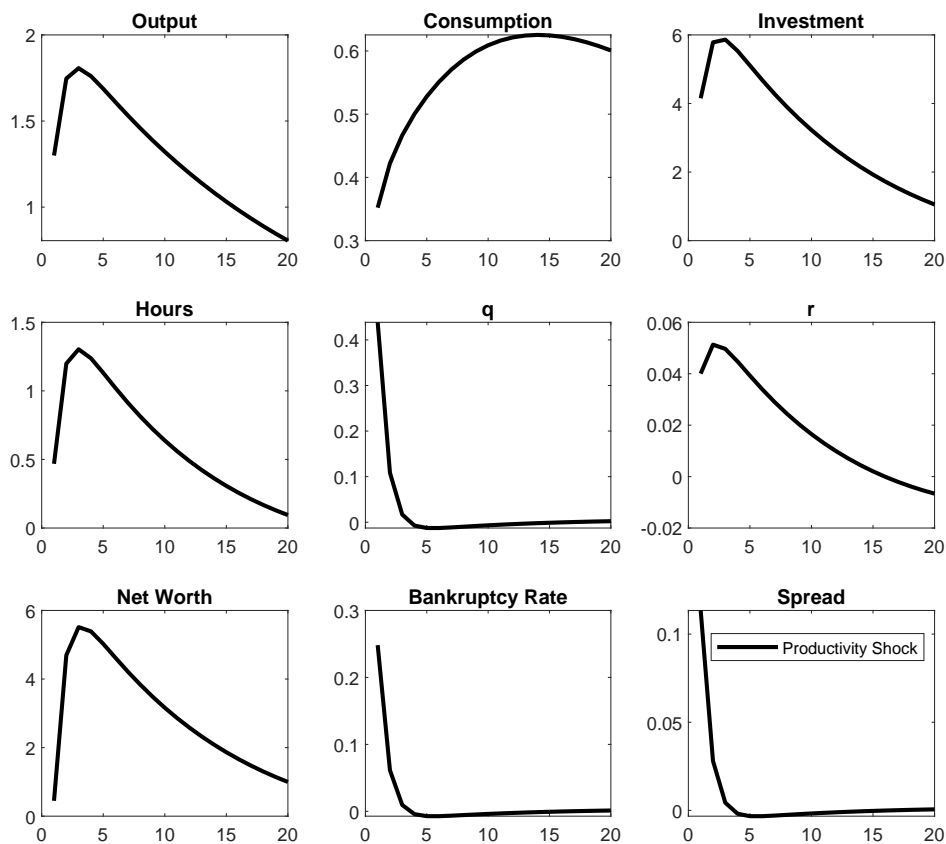 Output
Consumption
Investment
2
1.5
1
0 5 10 15 20
0.6
0.5
0.4
0.3
0 5 10 15 20
6
4
2
0
0 5 10 15 20
Hours
q
r
1.5
1
0.5
0
0 5 10 15 20
0.4
0.3
0.2
0.1
0
0 5 10 15 20
0.06
0.04
0.02
0
-0.02
0 5 10 15 20
Net Worth
Bankruptcy Rate
Spread
6
4
2
0
0 5 10 15 20
0.3
0.2
0.1
0
0 5 10 15 20
0.1
0.05
0
0 5 10 15 20
Productivity Shock